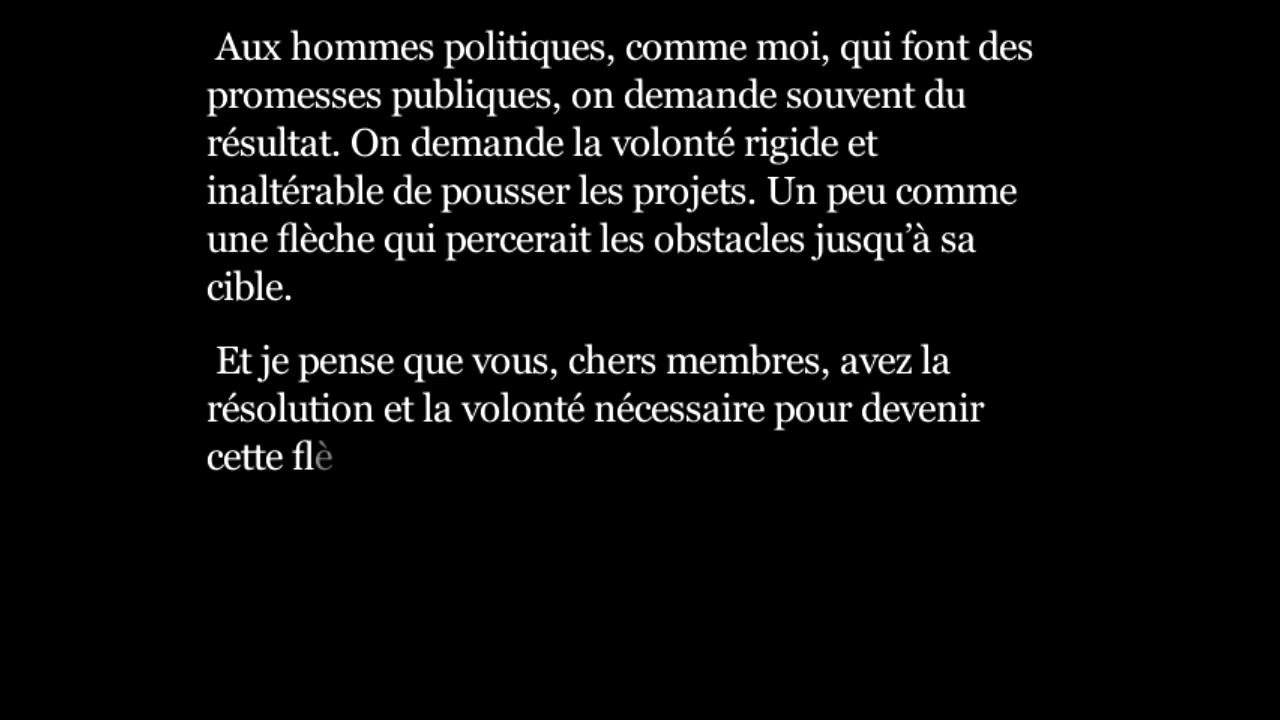 Aux hommes politiques, comme moi, qui font des
promesses publiques, on demande souvent du
résultat. On demande la volonté rigide et
inaltérable de pousser les projets. Un peu comme
une flèche qui percerait les obstacles jusqu’à sa
cible.
Et je pense que vous, chers membres, avez la
résolution et la volonté nécessaire pour devenir
cette flè